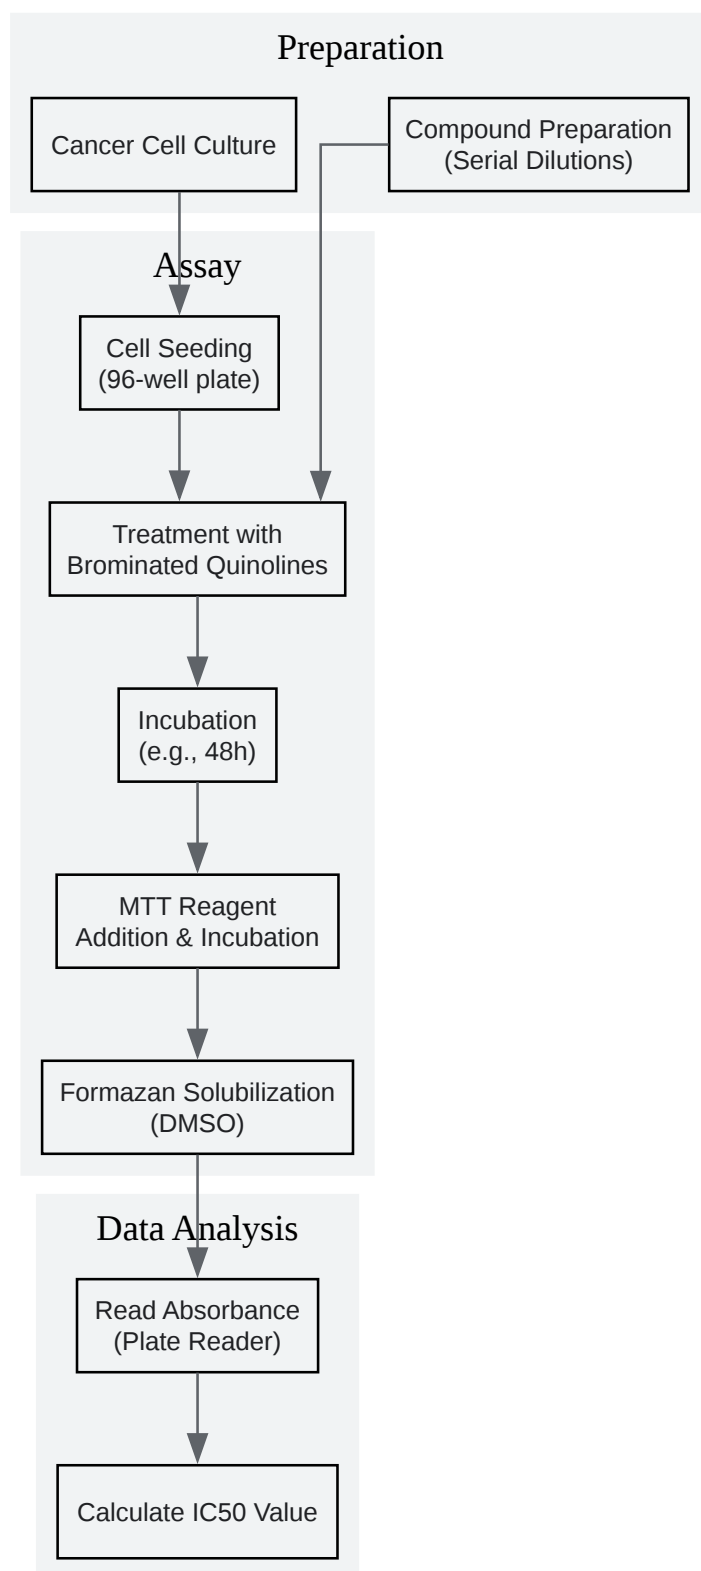 Preparation
Cancer Cell Culture
Compound Preparation
(Serial Dilutions)
Assay
Cell Seeding
(96-well plate)
Treatment with
Brominated Quinolines
Incubation
(e.g., 48h)
MTT Reagent
Addition & Incubation
Formazan Solubilization
(DMSO)
Data Analysis
Read Absorbance
(Plate Reader)
Calculate IC50 Value